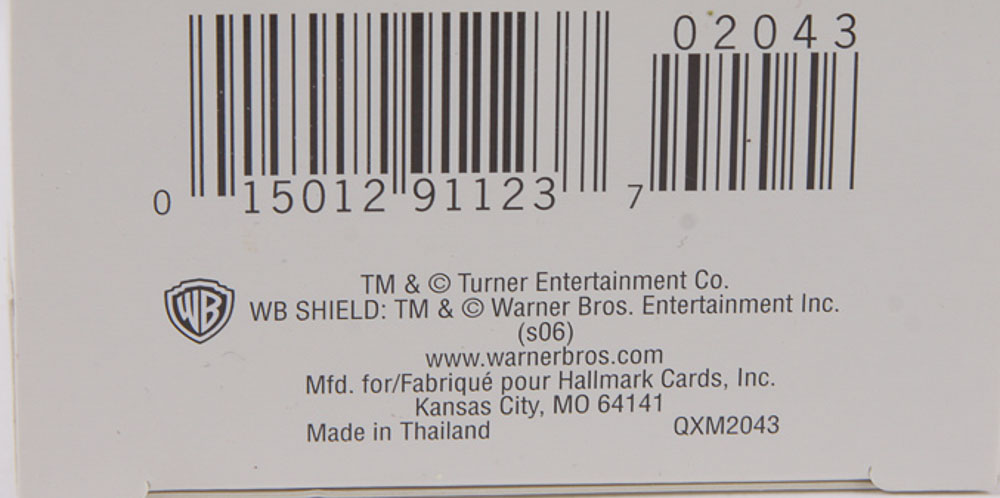 02043
0 15012 91123 7
TM & © Turner Entertainment Co.
WB
WB SHIELD: TM & © Warner Bros. Entertainment Inc.
(s06)
www.warnerbros.com
Mfd. for/Fabriqué pour Hallmark Cards, Inc.
Kansas City, MO 64141
Made in Thailand QXM2043